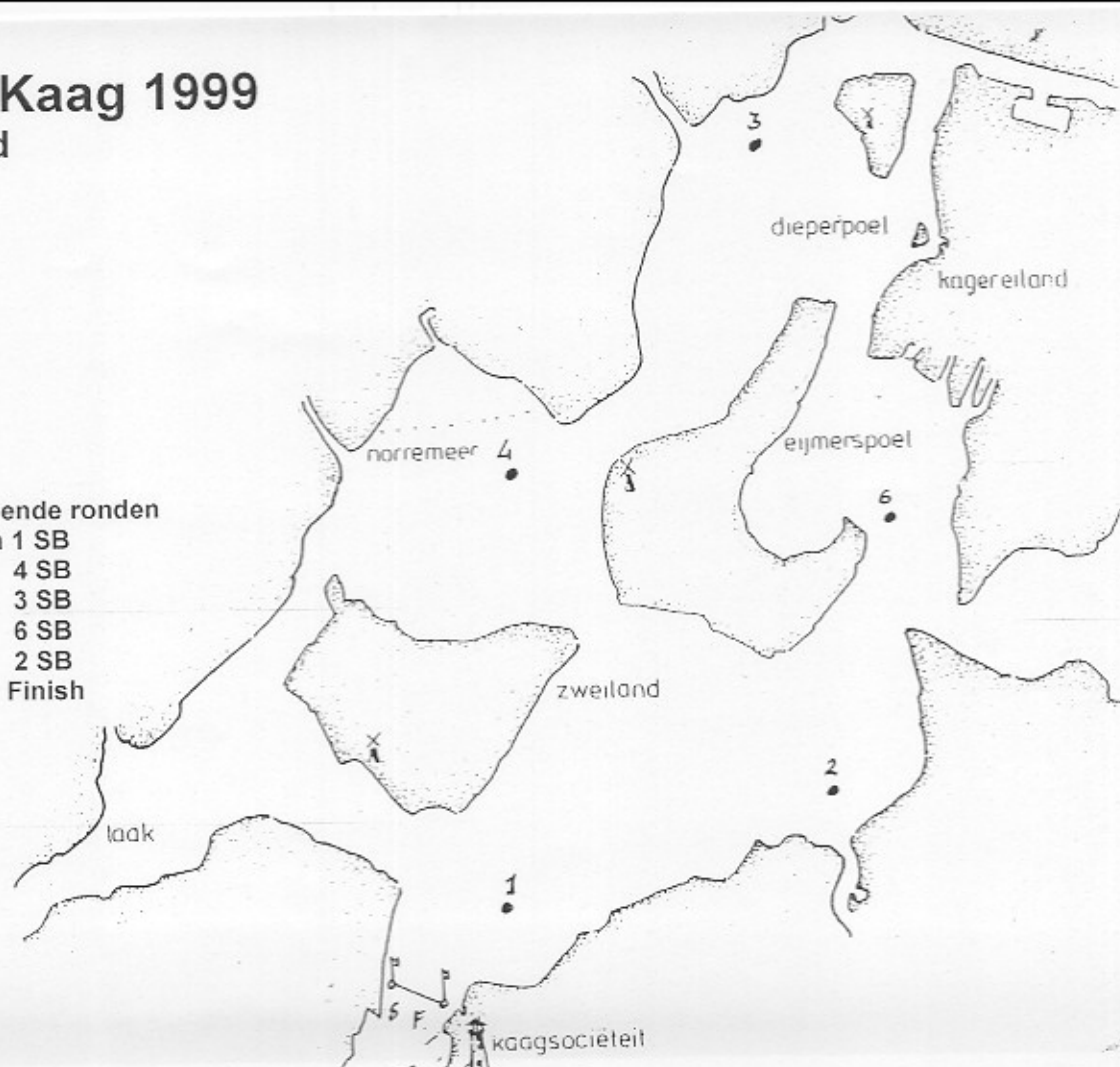 Kaag 1999
d
3
dieperpoel
kagereiland
norremeer 4
eijmerspoel
6
ende ronden
1 SB
4 SB
3 SB
6 SB
2 SB
Finish
zweiland
2
laak
1
S F.
kaagsociëteit